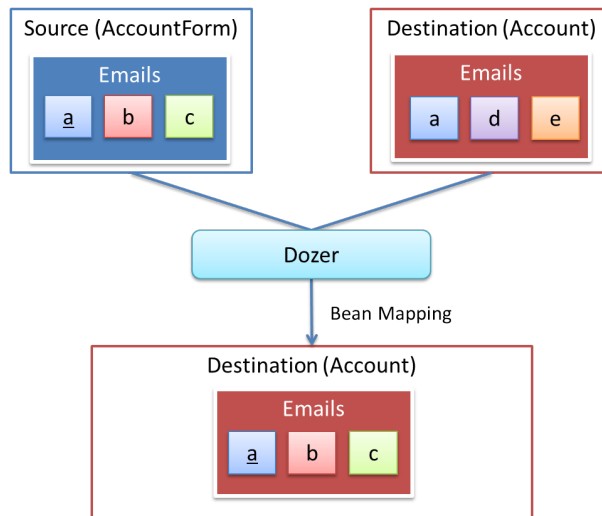 Source (AccountForm)
Emails
a
b
c
Destination (Account)
Emails
a
d
e
Dozer
Bean Mapping
Destination (Account)
Emails
a
b
c